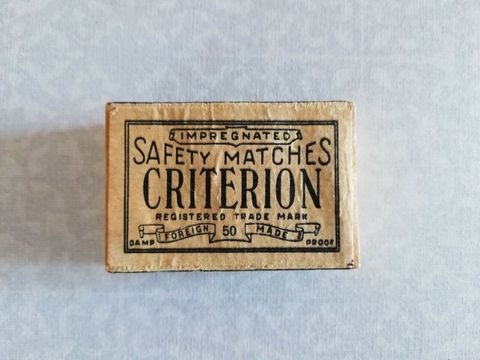 IMPREGNATED
SAFETY MATCHES
CRITERION
REGISTERED TRADE MARK
FOREIGN 50 MADE
DAMP PROOF